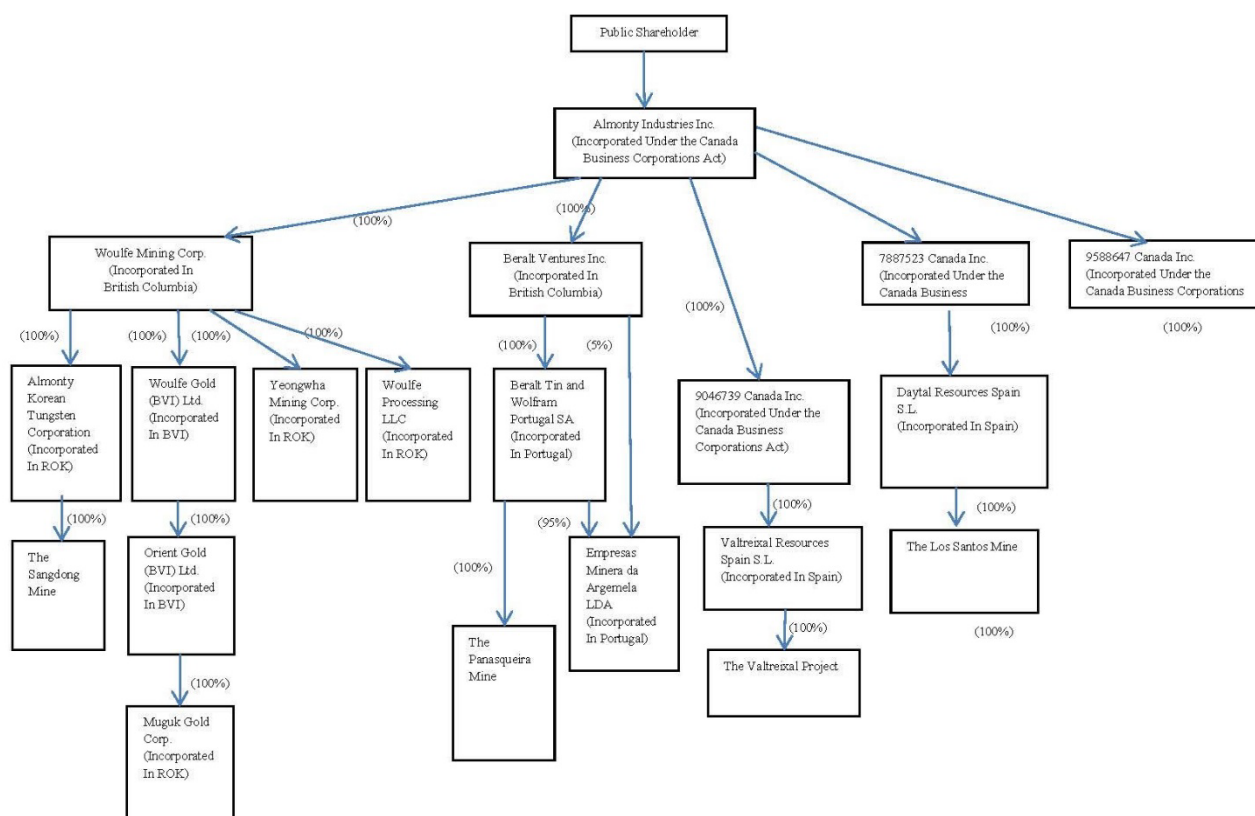 Public Shareholder
Almonty Industries Inc.
(Incorporated Under the Canada
Business Corporations Act)
(100%)
(100%)
Woulfe Mining Corp.
(Incorporated In
British Columbia)
Beralt Ventures Inc.
(Incorporated In
British Columbia)
7887523 Canada Inc.
(Incorporated Under the
Canada Business
9588647 Canada Inc.
(Incorporated Under the
Canada Business Corporations
(100%)
(100%)
(100%)
(100%)
(100%)
(100%)
(100%)
(5%)
(100%)
(100%)
Almonty
Korean
Tungsten
Corporation
(Incorporated
In ROK)
Woulfe Gold
(BVI) Ltd.
(Incorporated
In BVI)
Yeongwha
Mining Corp.
(Incorporated
In ROK)
Woulfe
Processing
LLC
(Incorporated
In ROK)
Beralt Tin and
Wolfram
Portugal SA
(Incorporated
In Portugal)
9046739 Canada Inc.
(Incorporated Under the
Canada Business
Corporations Act)
Daytal Resources Spain
S.L.
(Incorporated In Spain)
(100%)
(100%)
(95%)
(100%)
(100%)
The
Sangdong
Mine
Orient Gold
(BVI) Ltd.
(Incorporated
In BVI)
(100%)
Empresas
Minera da
Argemela
LDA
(Incorporated
In Portugal)
Valtreixal Resources
Spain S.L.
(Incorporated In Spain)
The Los Santos Mine
(100%)
(100%)
The
Panasqueira
Mine
The Valtreixal Project
(100%)
Muguk Gold
Corp.
(Incorporated
In ROK)